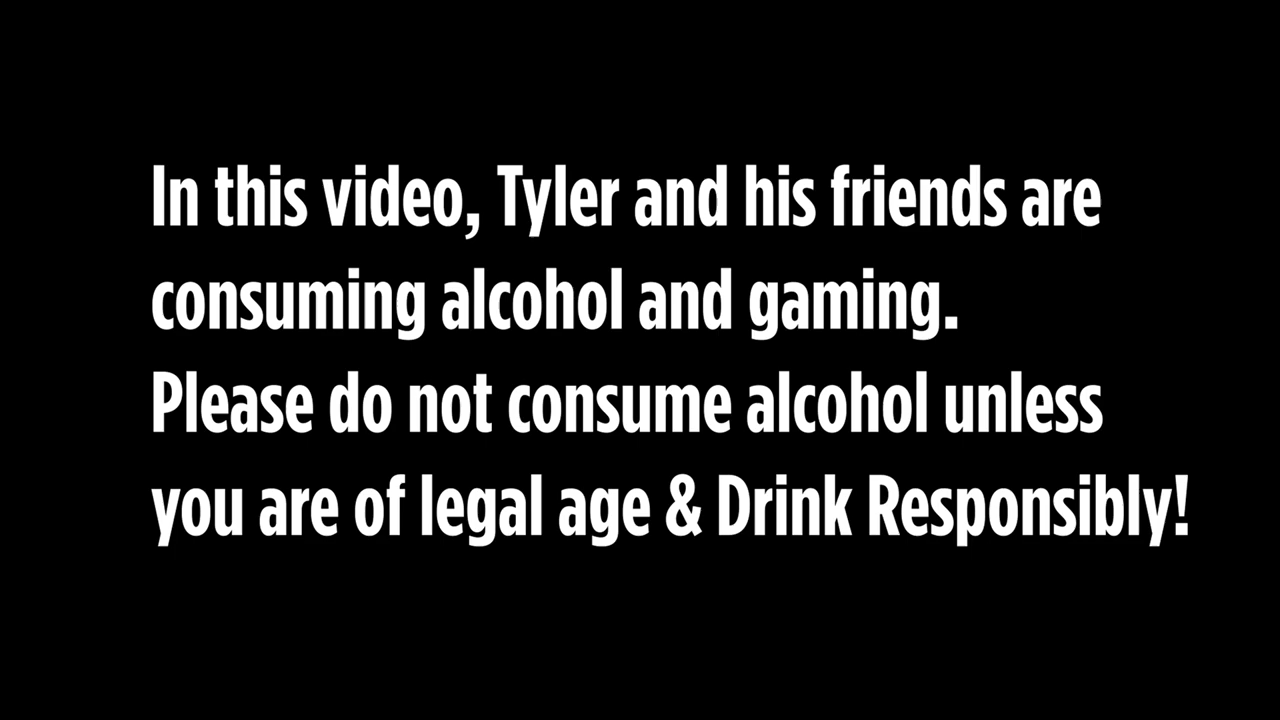 In this video, Tyler and his friends are
consuming alcohol and gaming.
Please do not consume alcohol unless
you are of legal age & Drink Responsibly!